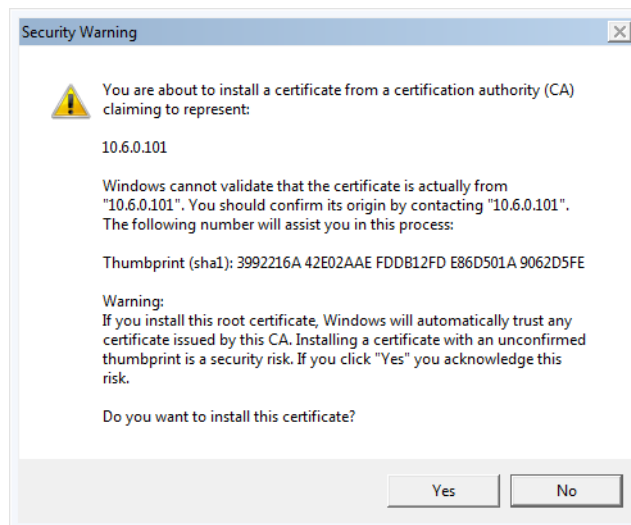 Security Warning
You are about to install a certificate from a certification authority (CA)
claiming to represent:
10.6.0.101
Windows cannot validate that the certificate is actually from
"10.6.0.101". You should confirm its origin by contacting "10.6.0.101".
The following number will assist you in this process:
Thumbprint (sha1): 3992216A 42E02AAE FDDB12FD E86D501A 9062D5FE
Warning:
If you install this root certificate, Windows will automatically trust any
certificate issued by this CA. Installing a certificate with an unconfirmed
thumbprint is a security risk. If you click "Yes" you acknowledge this
risk.
Do you want to install this certificate?
Yes
No